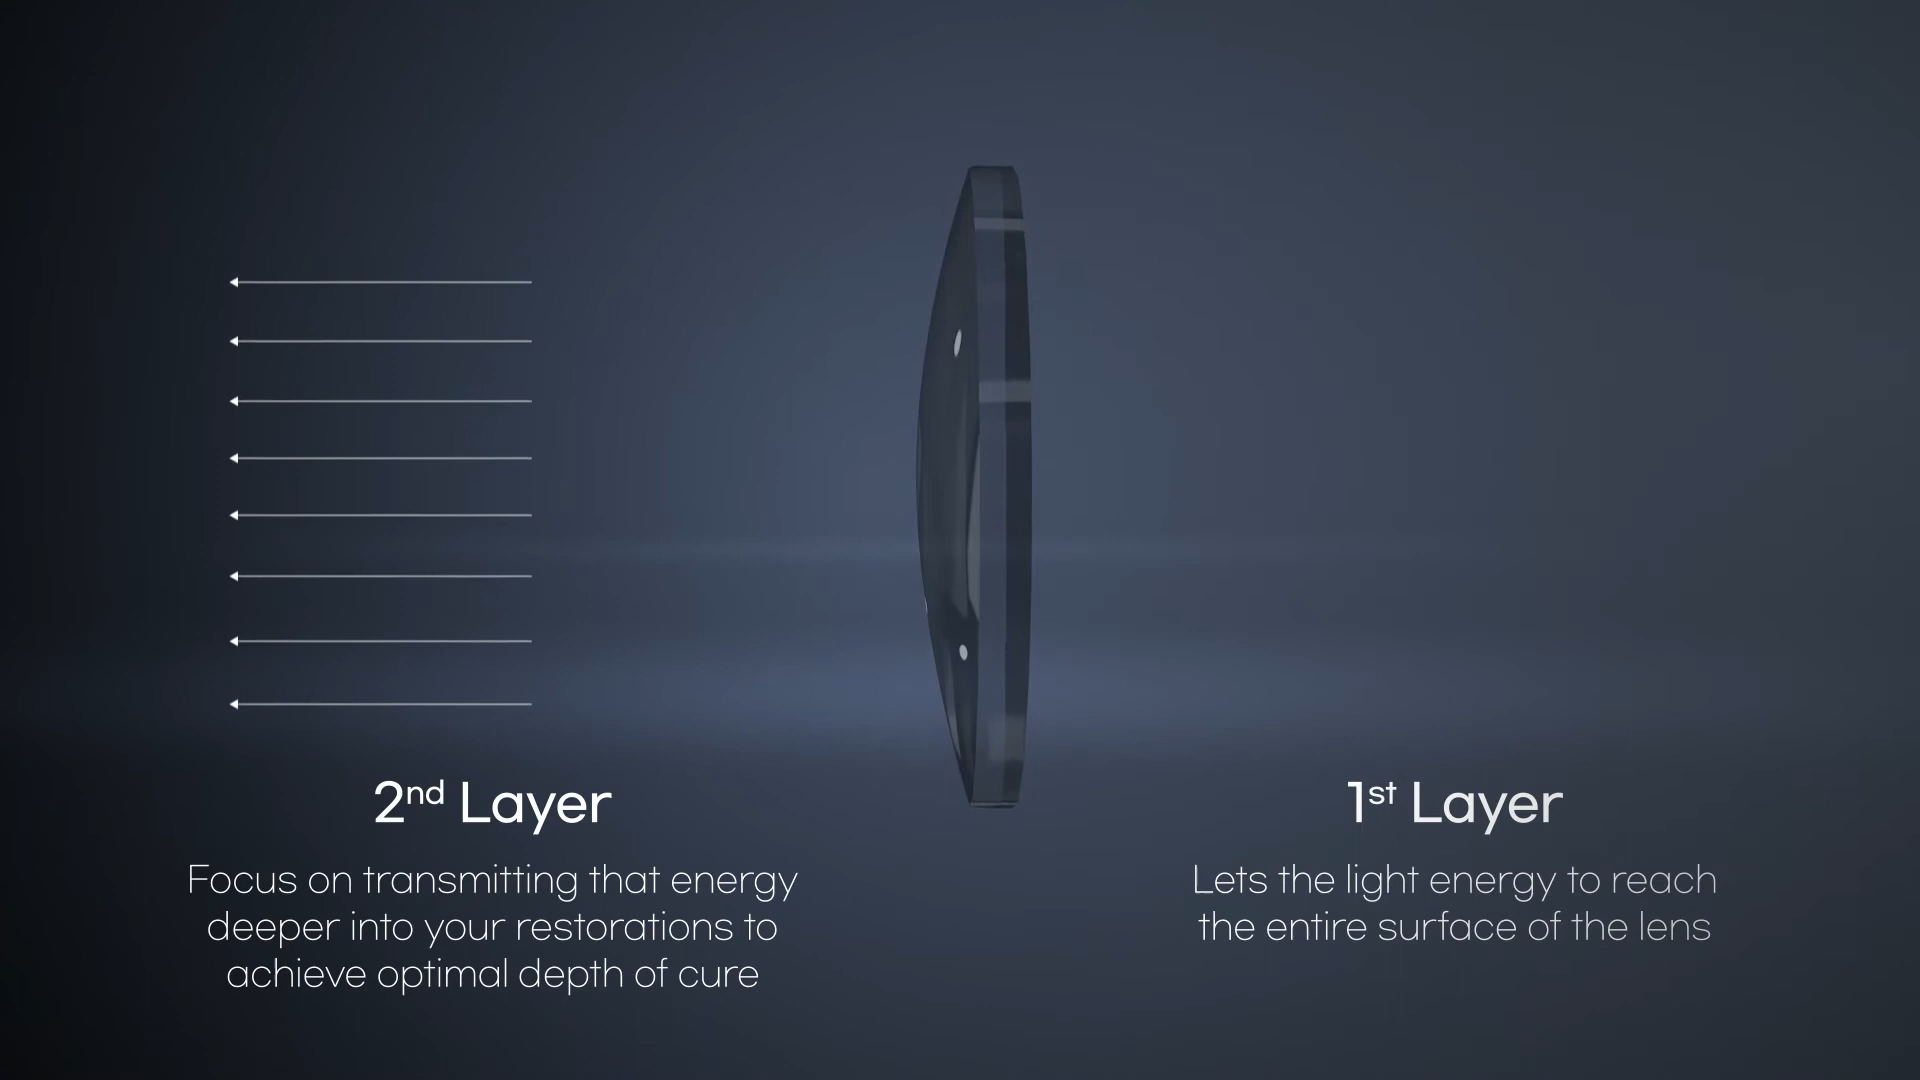 2nd Layer
Focus on transmitting that energy
deeper into your restorations to
achieve optimal depth of cure
1st Layer
Lets the light energy to reach
the entire surface of the lens